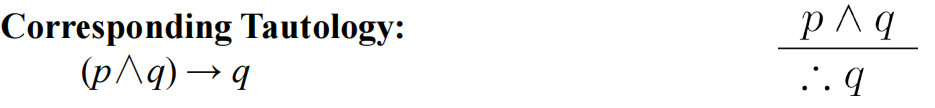 Corresponding Tautology:
(p∧q) → q
p ∧ q
∴ q